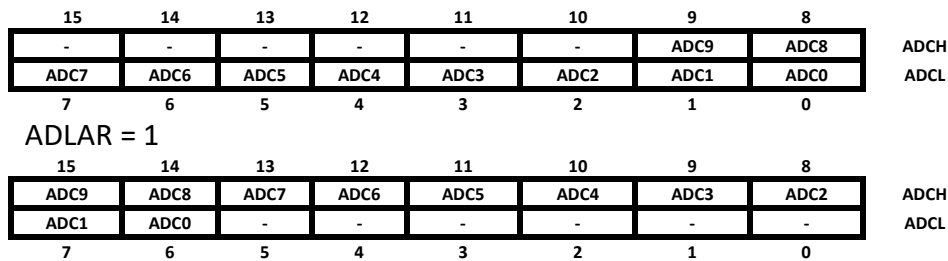 15 14 13 12 11 10 9 8
- - - - - - ADC9 ADC8 ADCH
ADC7 ADC6 ADC5 ADC4 ADC3 ADC2 ADC1 ADC0 ADCL
7 6 5 4 3 2 1 0
ADLAR = 1
15 14 13 12 11 10 9 8
ADC9 ADC8 ADC7 ADC6 ADC5 ADC4 ADC3 ADC2 ADCH
ADC1 ADC0 - - - - - - ADCL
7 6 5 4 3 2 1 0